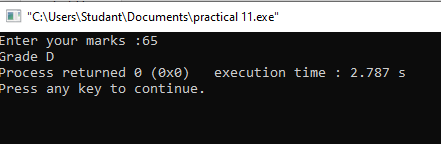 "C:\Users\Studant\Documents\practical 11.exe"
Enter your marks :65
Grade D
Process returned 0 (0x0)   execution time : 2.787 s
Press any key to continue.